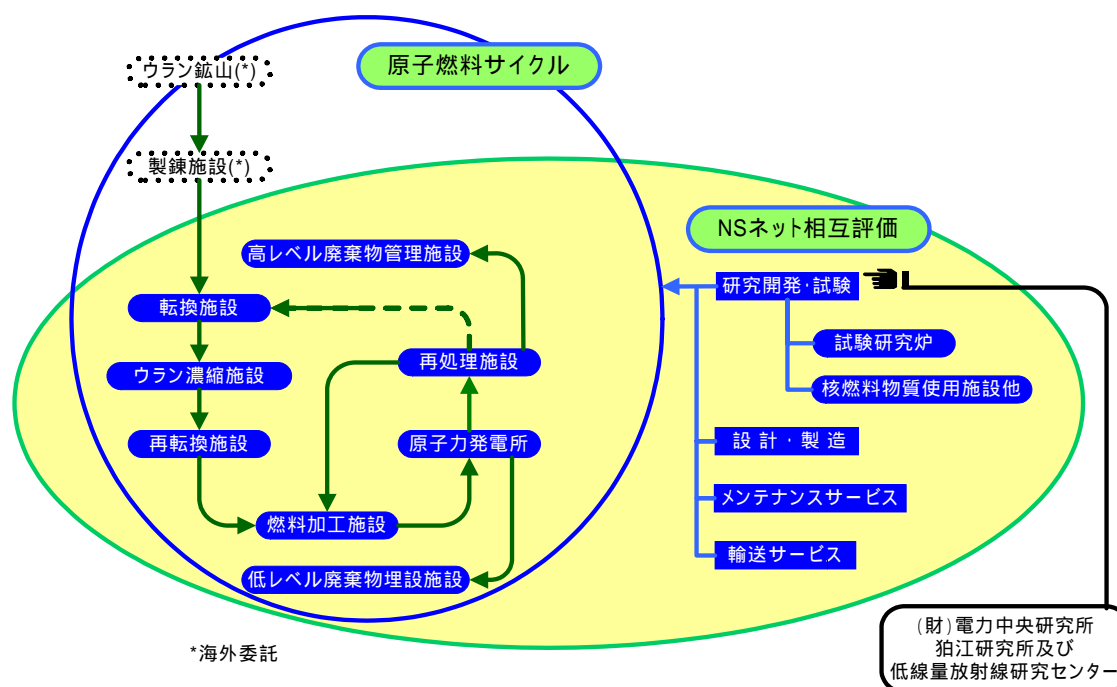 ウラン鉱山(*)
原子燃料サイクル
製錬施設(*)
NSネット相互評価
高レベル廃棄物管理施設
研究開発・試験
転換施設
試験研究炉
再処理施設
ウラン濃縮施設
核燃料物質使用施設他
再転換施設
原子力発電所
設計・製造
メンテナンスサービス
燃料加工施設
輸送サービス
低レベル廃棄物埋設施設
*海外委託
(財)電力中央研究所
狛江研究所及び
低線量放射線研究センター